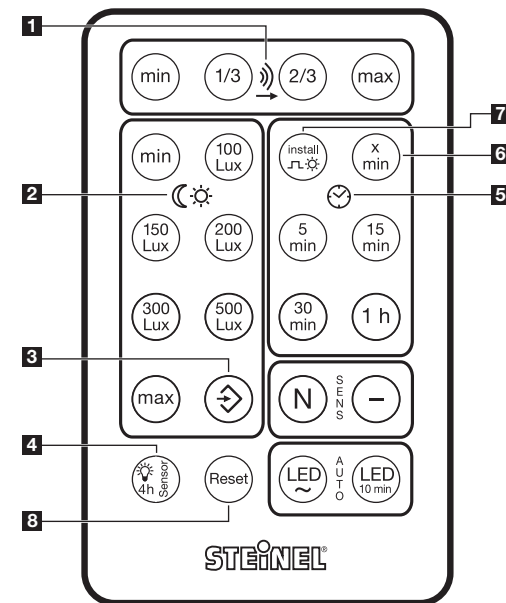 1
min 1/3 2/3 max
7
min 100 Lux install x min
6
2
5
150 Lux 200 Lux 5 min 15 min
300 Lux 500 Lux 30 min 1 h
3
max N SENS –
4
4h Sensor Reset LED ~ AUTO LED 10 min
8
STEINEL®